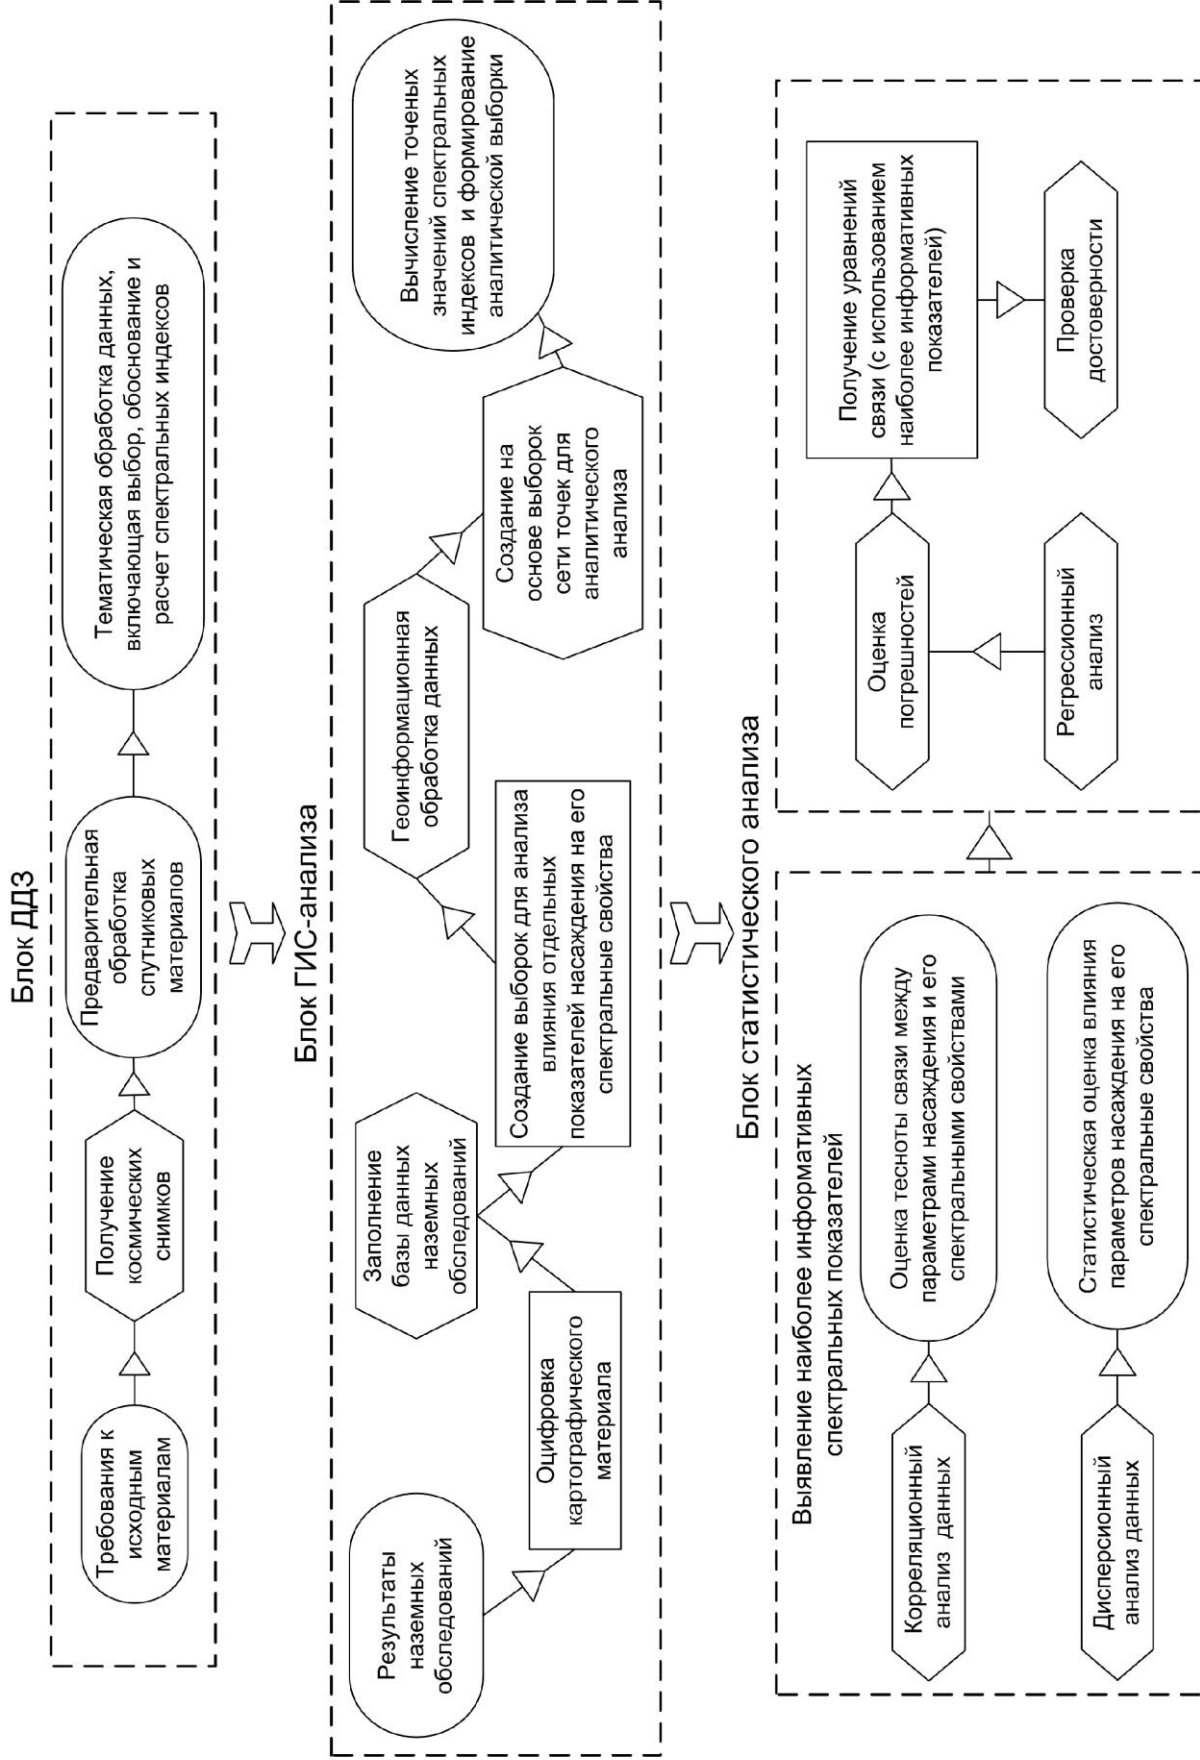 Блок ДДЗ
Требования к
исходным
материалам
Получение
космических
снимков
Предварительная
обработка
спутниковых
материалов
Тематическая обработка данных,
включающая выбор, обоснование и
расчет спектральных индексов
Блок ГИС-анализа
Результаты
наземных
обследований
Оцифровка
картографического
материала
Заполнение
базы данных
наземных
обследований
Создание выборок для анализа
влияния отдельных
показателей насаждения на его
спектральные свойства
Геоинформационная
обработка данных
Создание на
основе выборок
сети точек для
аналитического
анализа
Вычисление точеных
значений спектральных
индексов и формирование
аналитической выборки
Блок статистического анализа
Выявление наиболее информативных
спектральных показателей
Корреляционный
анализ данных
Оценка тесноты связи между
параметрами насаждения и его
спектральными свойствами
Дисперсионный
анализ данных
Статистическая оценка влияния
параметров насаждения на его
спектральные свойства
Регрессионный
анализ
Оценка
погрешностей
Получение уравнений
связи (с использованием
наиболее информативных
показателей)
Проверка
достоверности